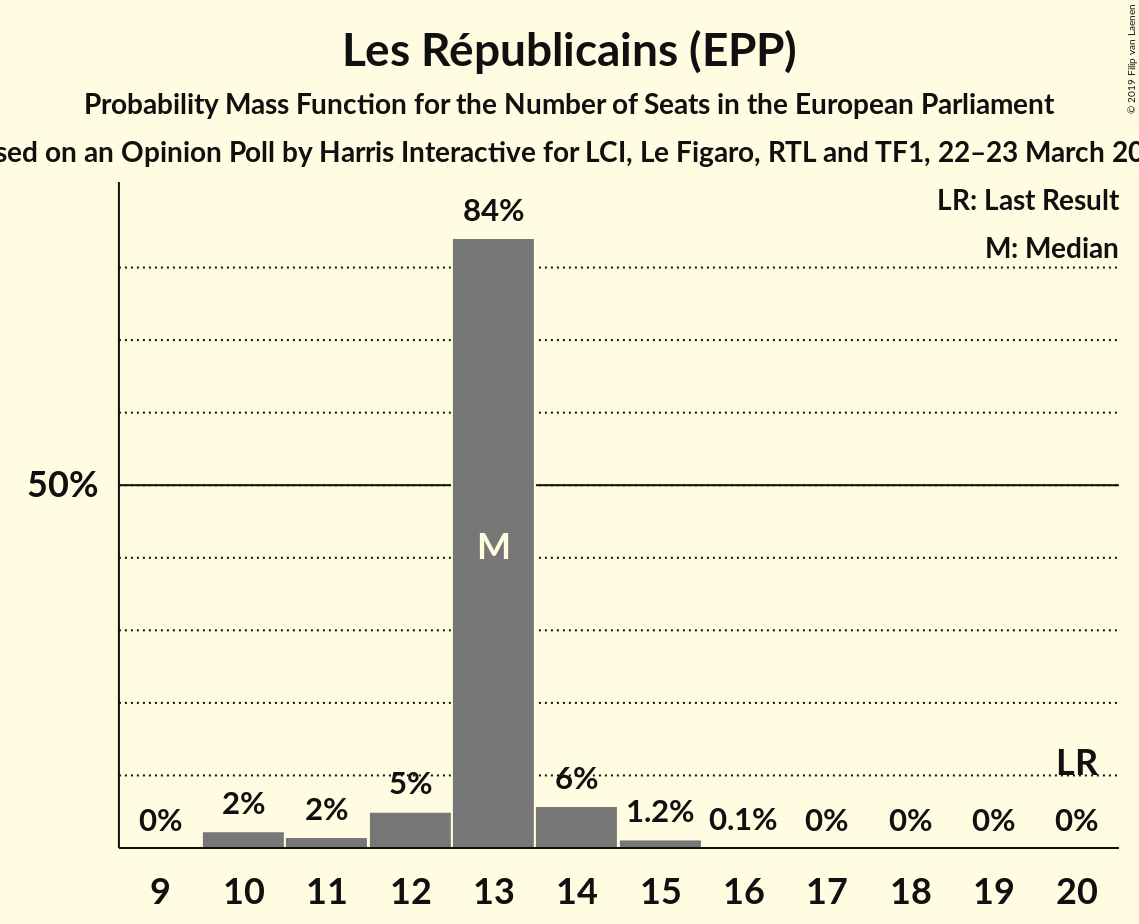 Les Républicains (EPP)
Probability Mass Function for the Number of Seats in the European Parliament
sed on an Opinion Poll by Harris Interactive for LCI, Le Figaro, RTL and TF1, 22–23 March 20
© 2019 Filip van Laenen
LR: Last Result
M: Median
84%
50%
M
LR
0% 2% 2% 5% 6% 1.2% 0.1% 0% 0% 0% 0%
9 10 11 12 13 14 15 16 17 18 19 20